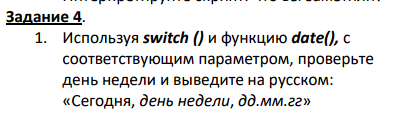 Задание 4.
1. Используя switch () и функцию date(), с
соответствующим параметром, проверьте
день недели и выведите на русском:
«Сегодня, день недели, дд.мм.гг»